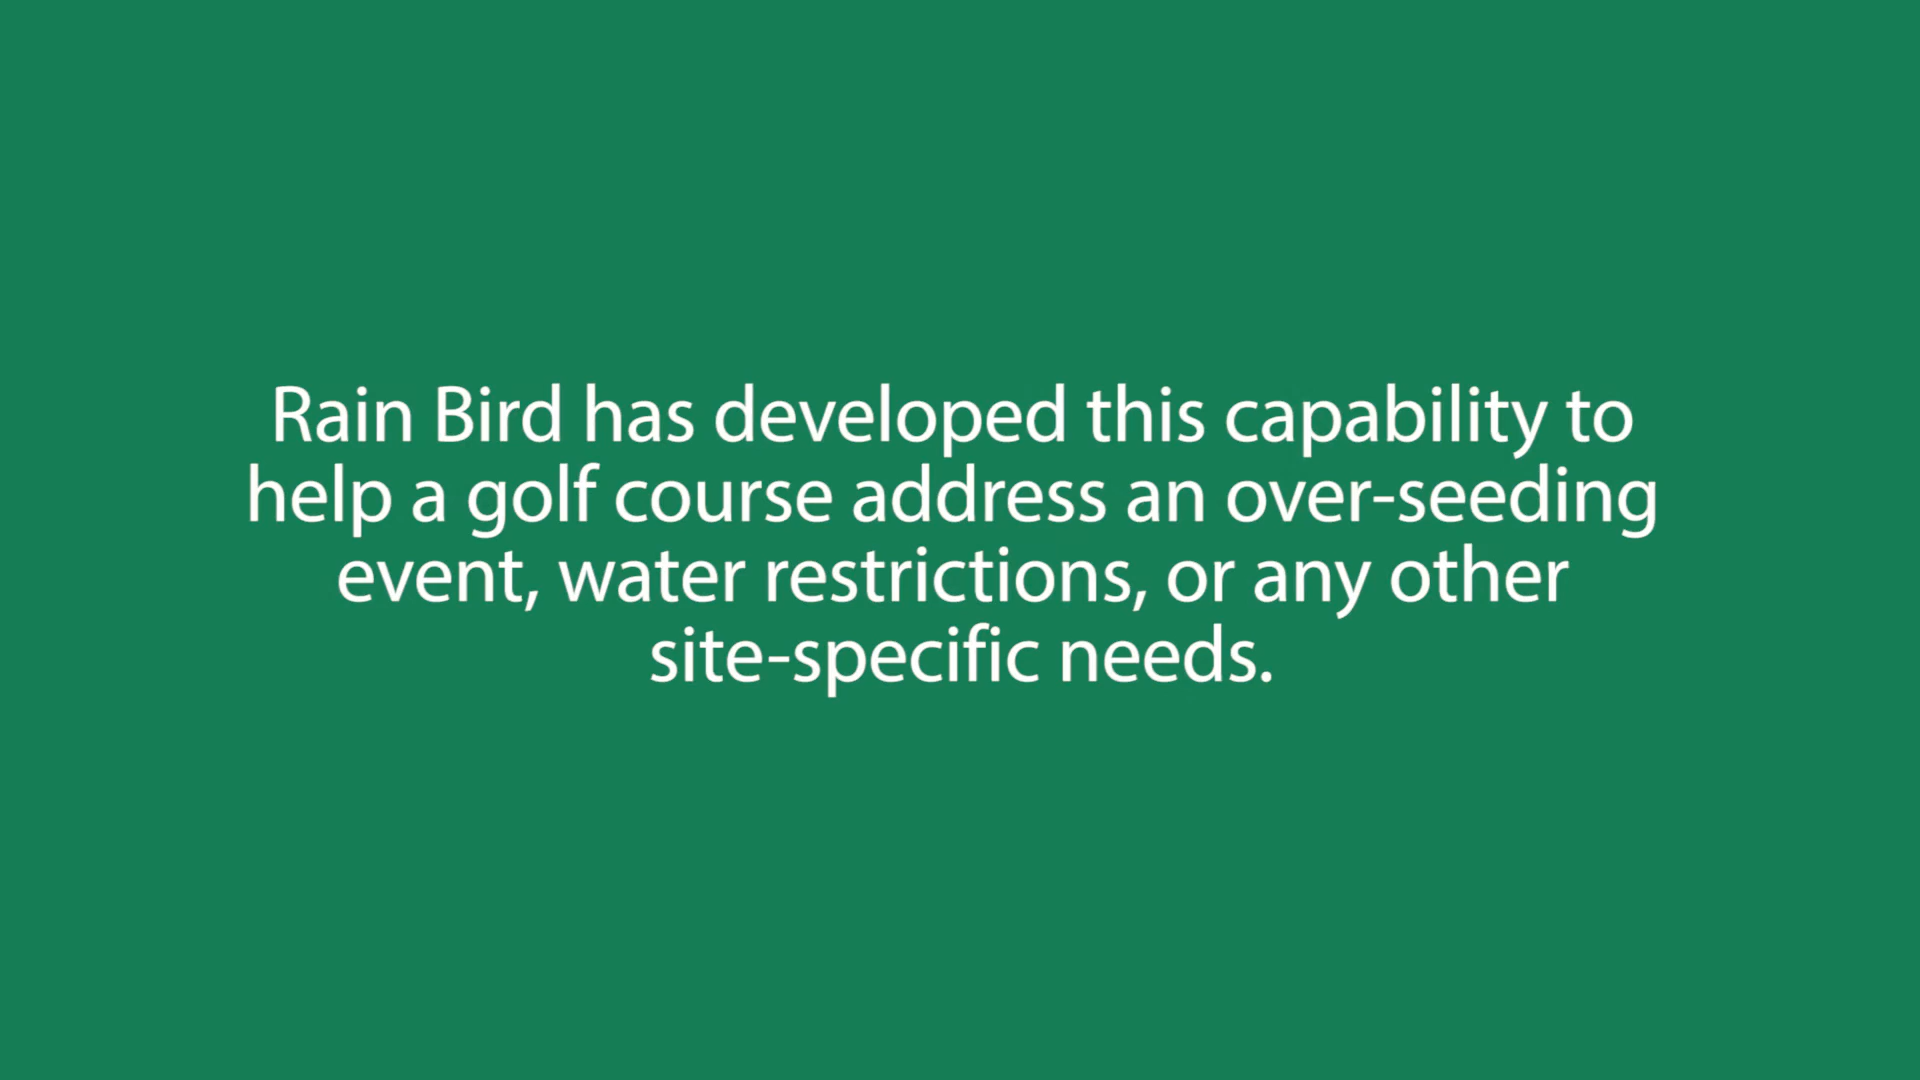 Rain Bird has developed this capability to
help a golf course address an over-seeding
event, water restrictions, or any other
site-specific needs.